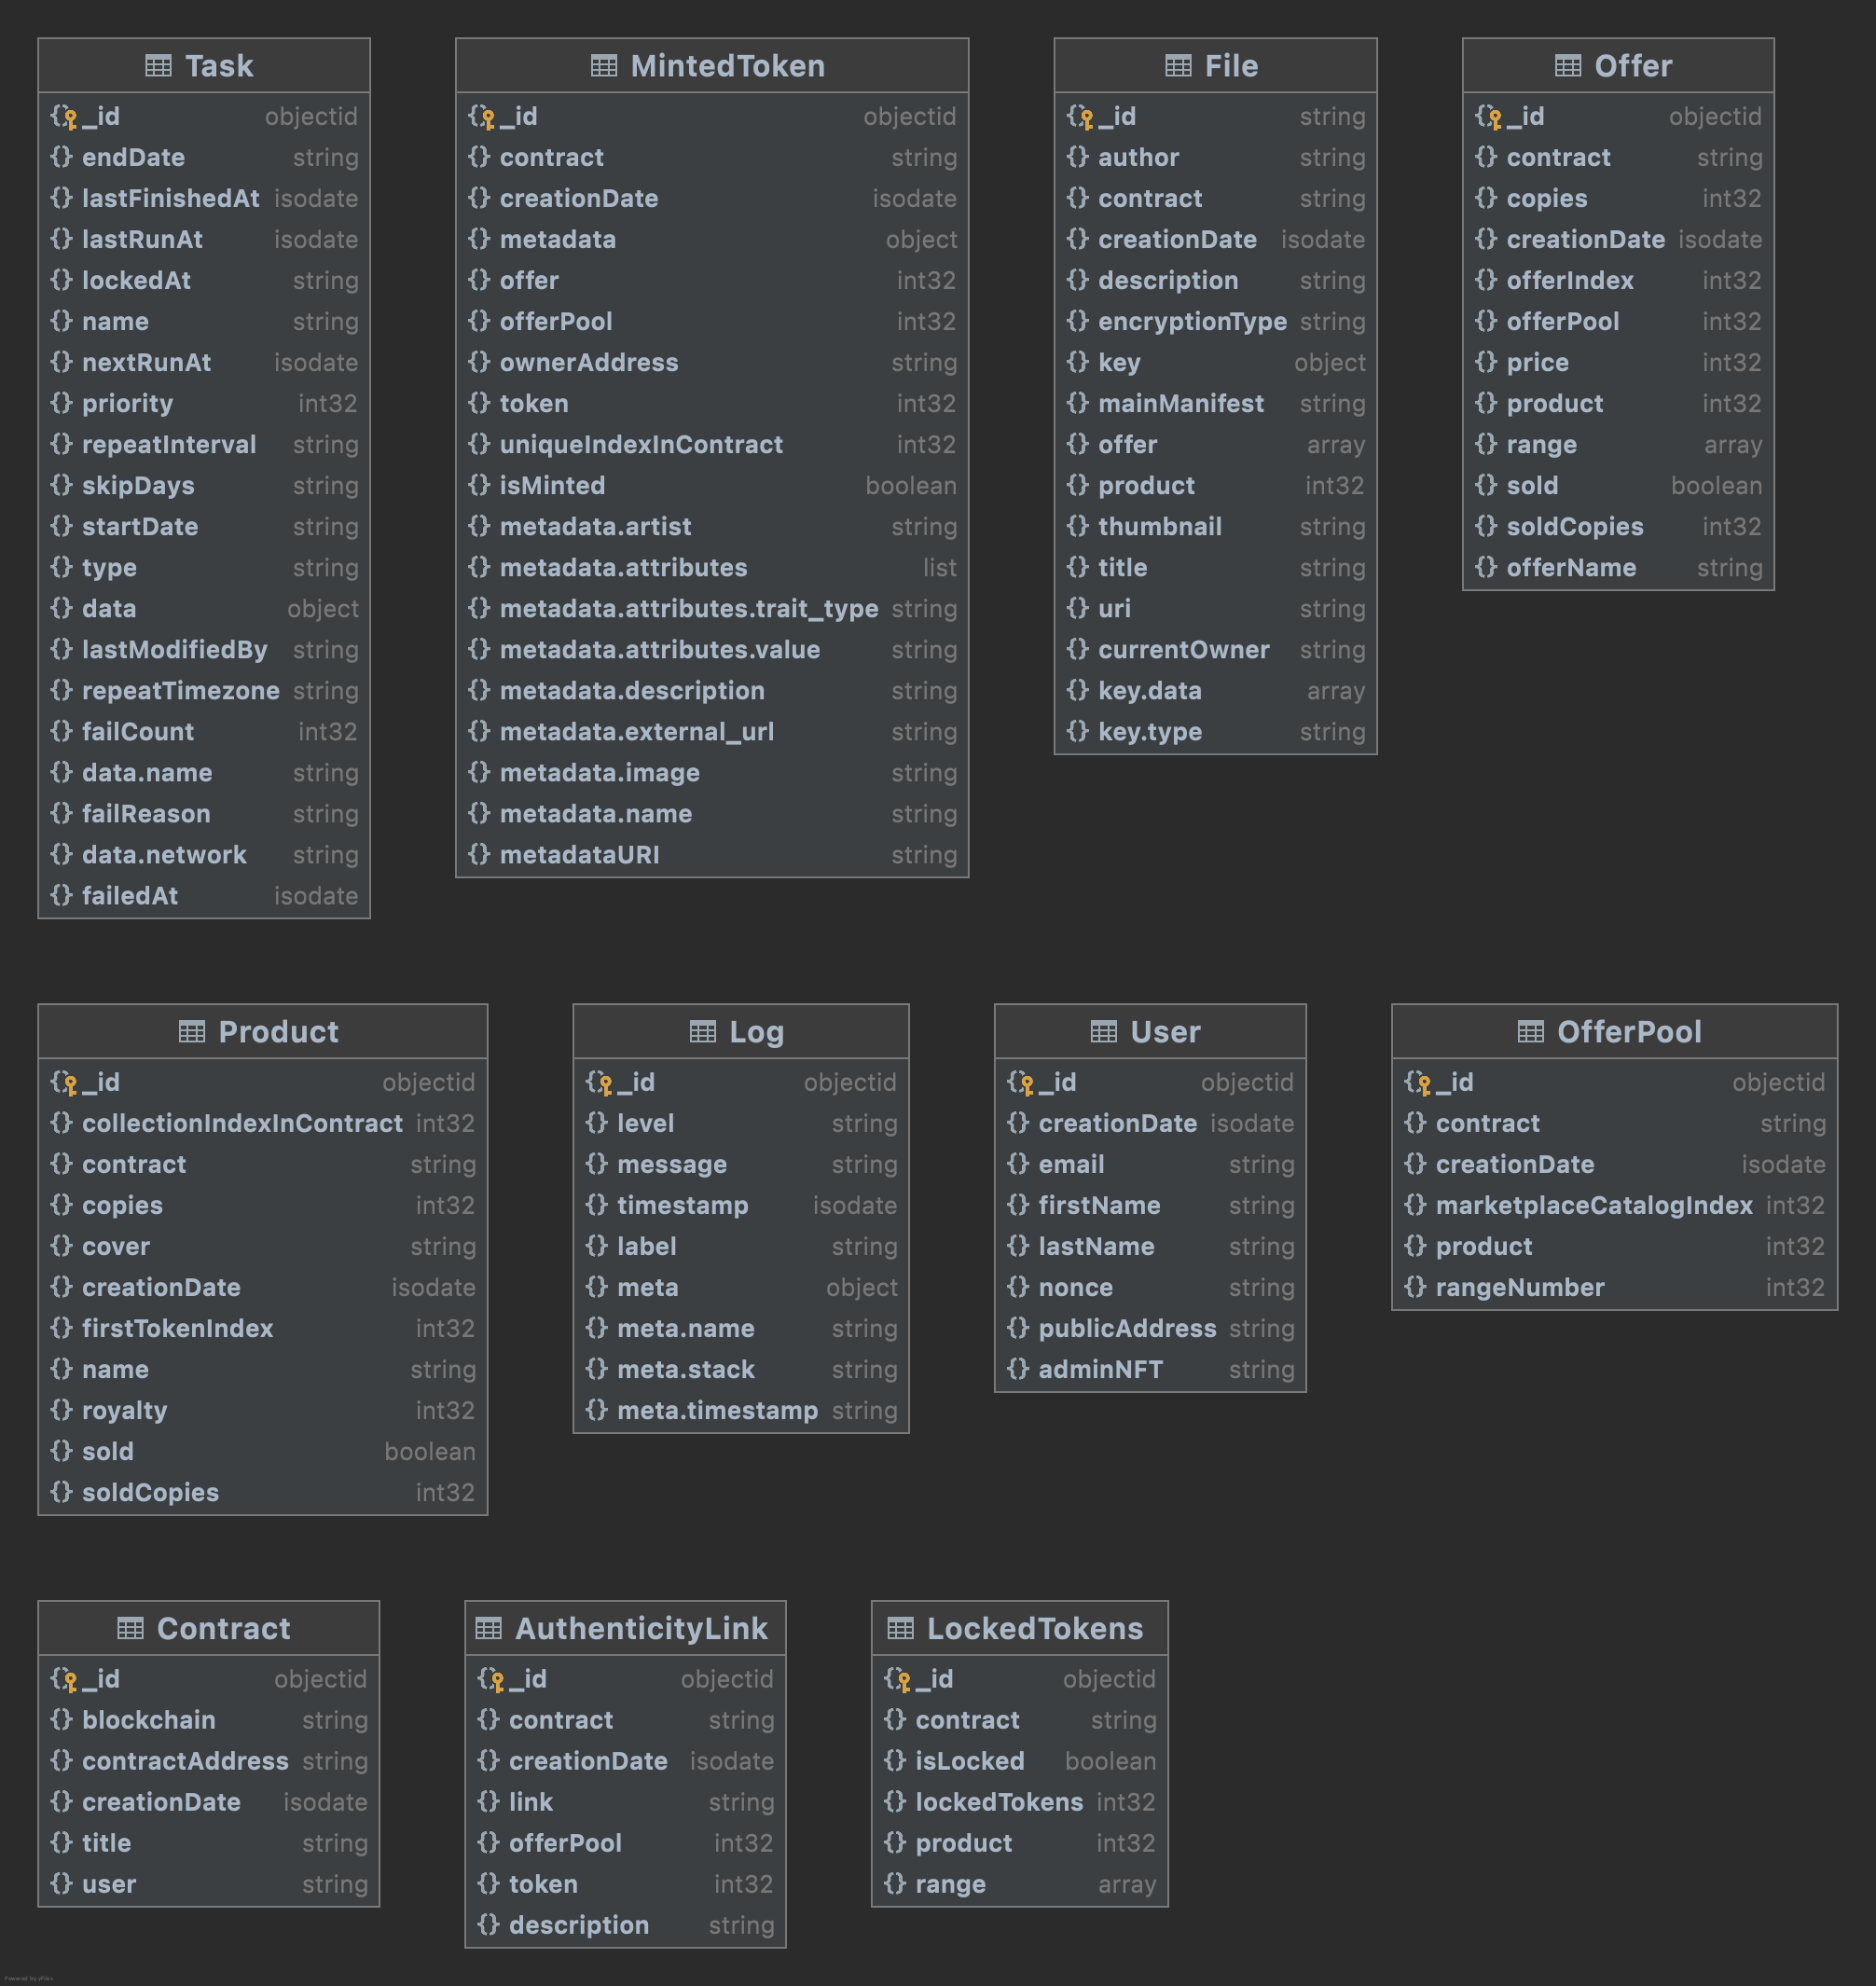 Task
_id objectid
endDate string
lastFinishedAt isodate
lastRunAt isodate
lockedAt string
name string
nextRunAt isodate
priority int32
repeatInterval string
skipDays string
startDate string
type string
data object
lastModifiedBy string
repeatTimezone string
failCount int32
data.name string
failReason string
data.network string
failedAt isodate
MintedToken
_id objectid
contract string
creationDate isodate
metadata object
offer int32
offerPool int32
ownerAddress string
token int32
uniqueIndexInContract int32
isMinted boolean
metadata.artist string
metadata.attributes list
metadata.attributes.trait_type string
metadata.attributes.value string
metadata.description string
metadata.external_url string
metadata.image string
metadata.name string
metadataURI string
File
_id string
author string
contract string
creationDate isodate
description string
encryptionType string
key object
mainManifest string
offer array
product int32
thumbnail string
title string
uri string
currentOwner string
key.data array
key.type string
Offer
_id objectid
contract string
copies int32
creationDate isodate
offerIndex int32
offerPool int32
price int32
product int32
range array
sold boolean
soldCopies int32
offerName string
Product
_id objectid
collectionIndexInContract int32
contract string
copies int32
cover string
creationDate isodate
firstTokenIndex int32
name string
royalty int32
sold boolean
soldCopies int32
Log
_id objectid
level string
message string
timestamp isodate
label string
meta object
meta.name string
meta.stack string
meta.timestamp string
User
_id objectid
creationDate isodate
email string
firstName string
lastName string
nonce string
publicAddress string
adminNFT string
OfferPool
_id objectid
contract string
creationDate isodate
marketplaceCatalogIndex int32
product int32
rangeNumber int32
Contract
_id objectid
blockchain string
contractAddress string
creationDate isodate
title string
user string
AuthenticityLink
_id objectid
contract string
creationDate isodate
link string
offerPool int32
token int32
description string
LockedTokens
_id objectid
contract string
isLocked boolean
lockedTokens int32
product int32
range array
Powered by yFiles